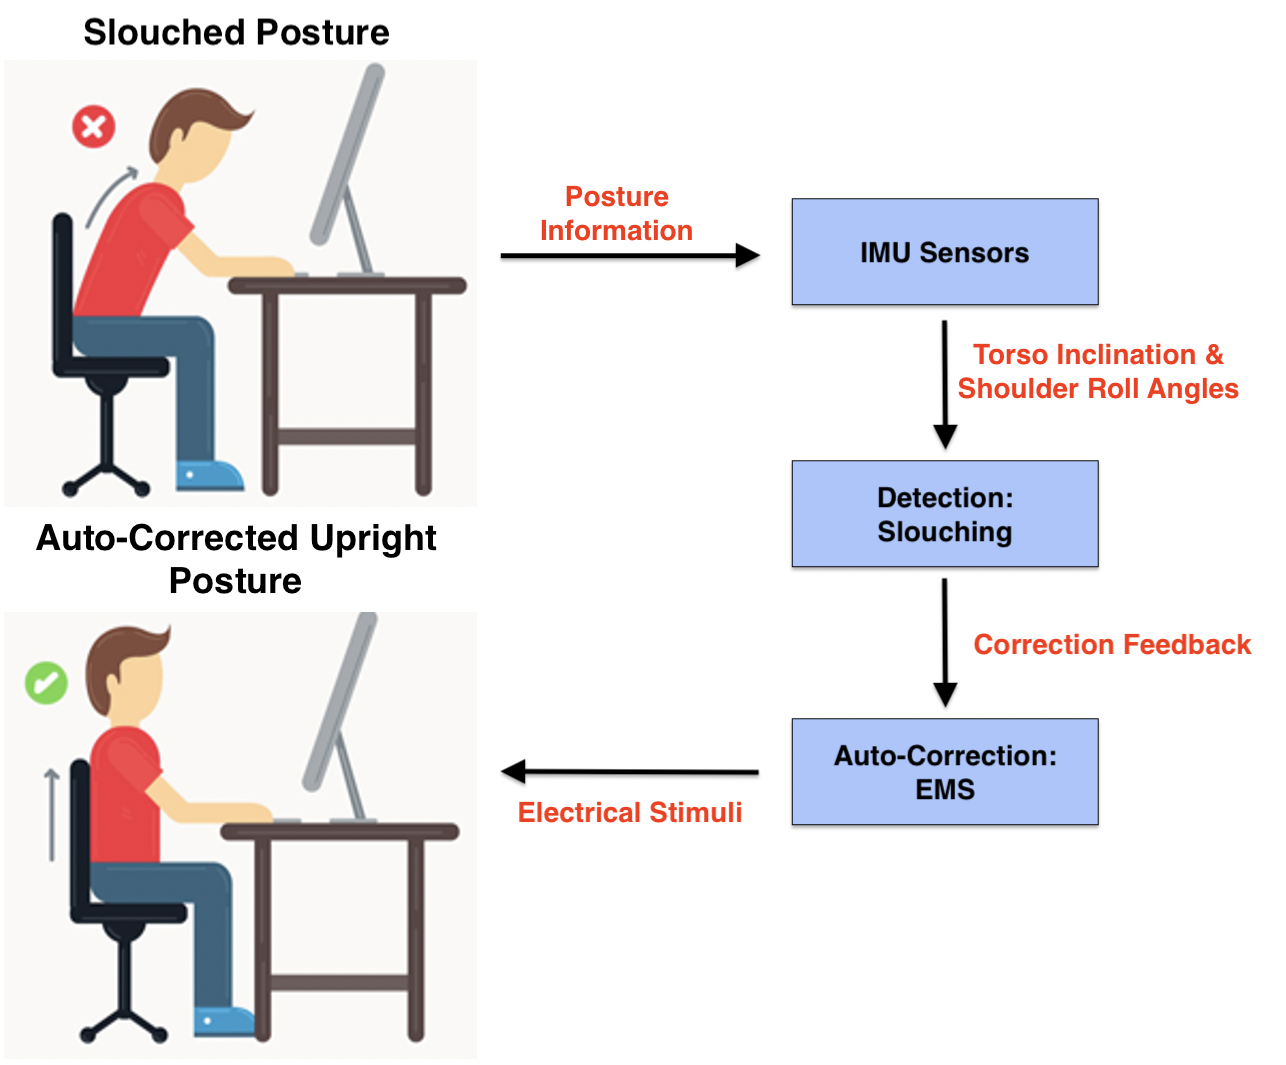 Slouched Posture
Posture
Information
IMU Sensors
Torso Inclination &
Shoulder Roll Angles
Detection:
Slouching
Correction Feedback
Auto-Correction:
EMS
Electrical Stimuli
Auto-Corrected Upright
Posture